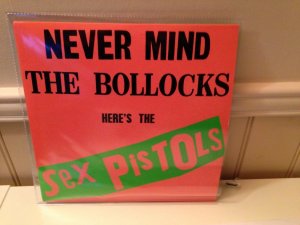 NEVER MIND
THE BOLLOCKS
HERE'S THE
Sex PisTOLs